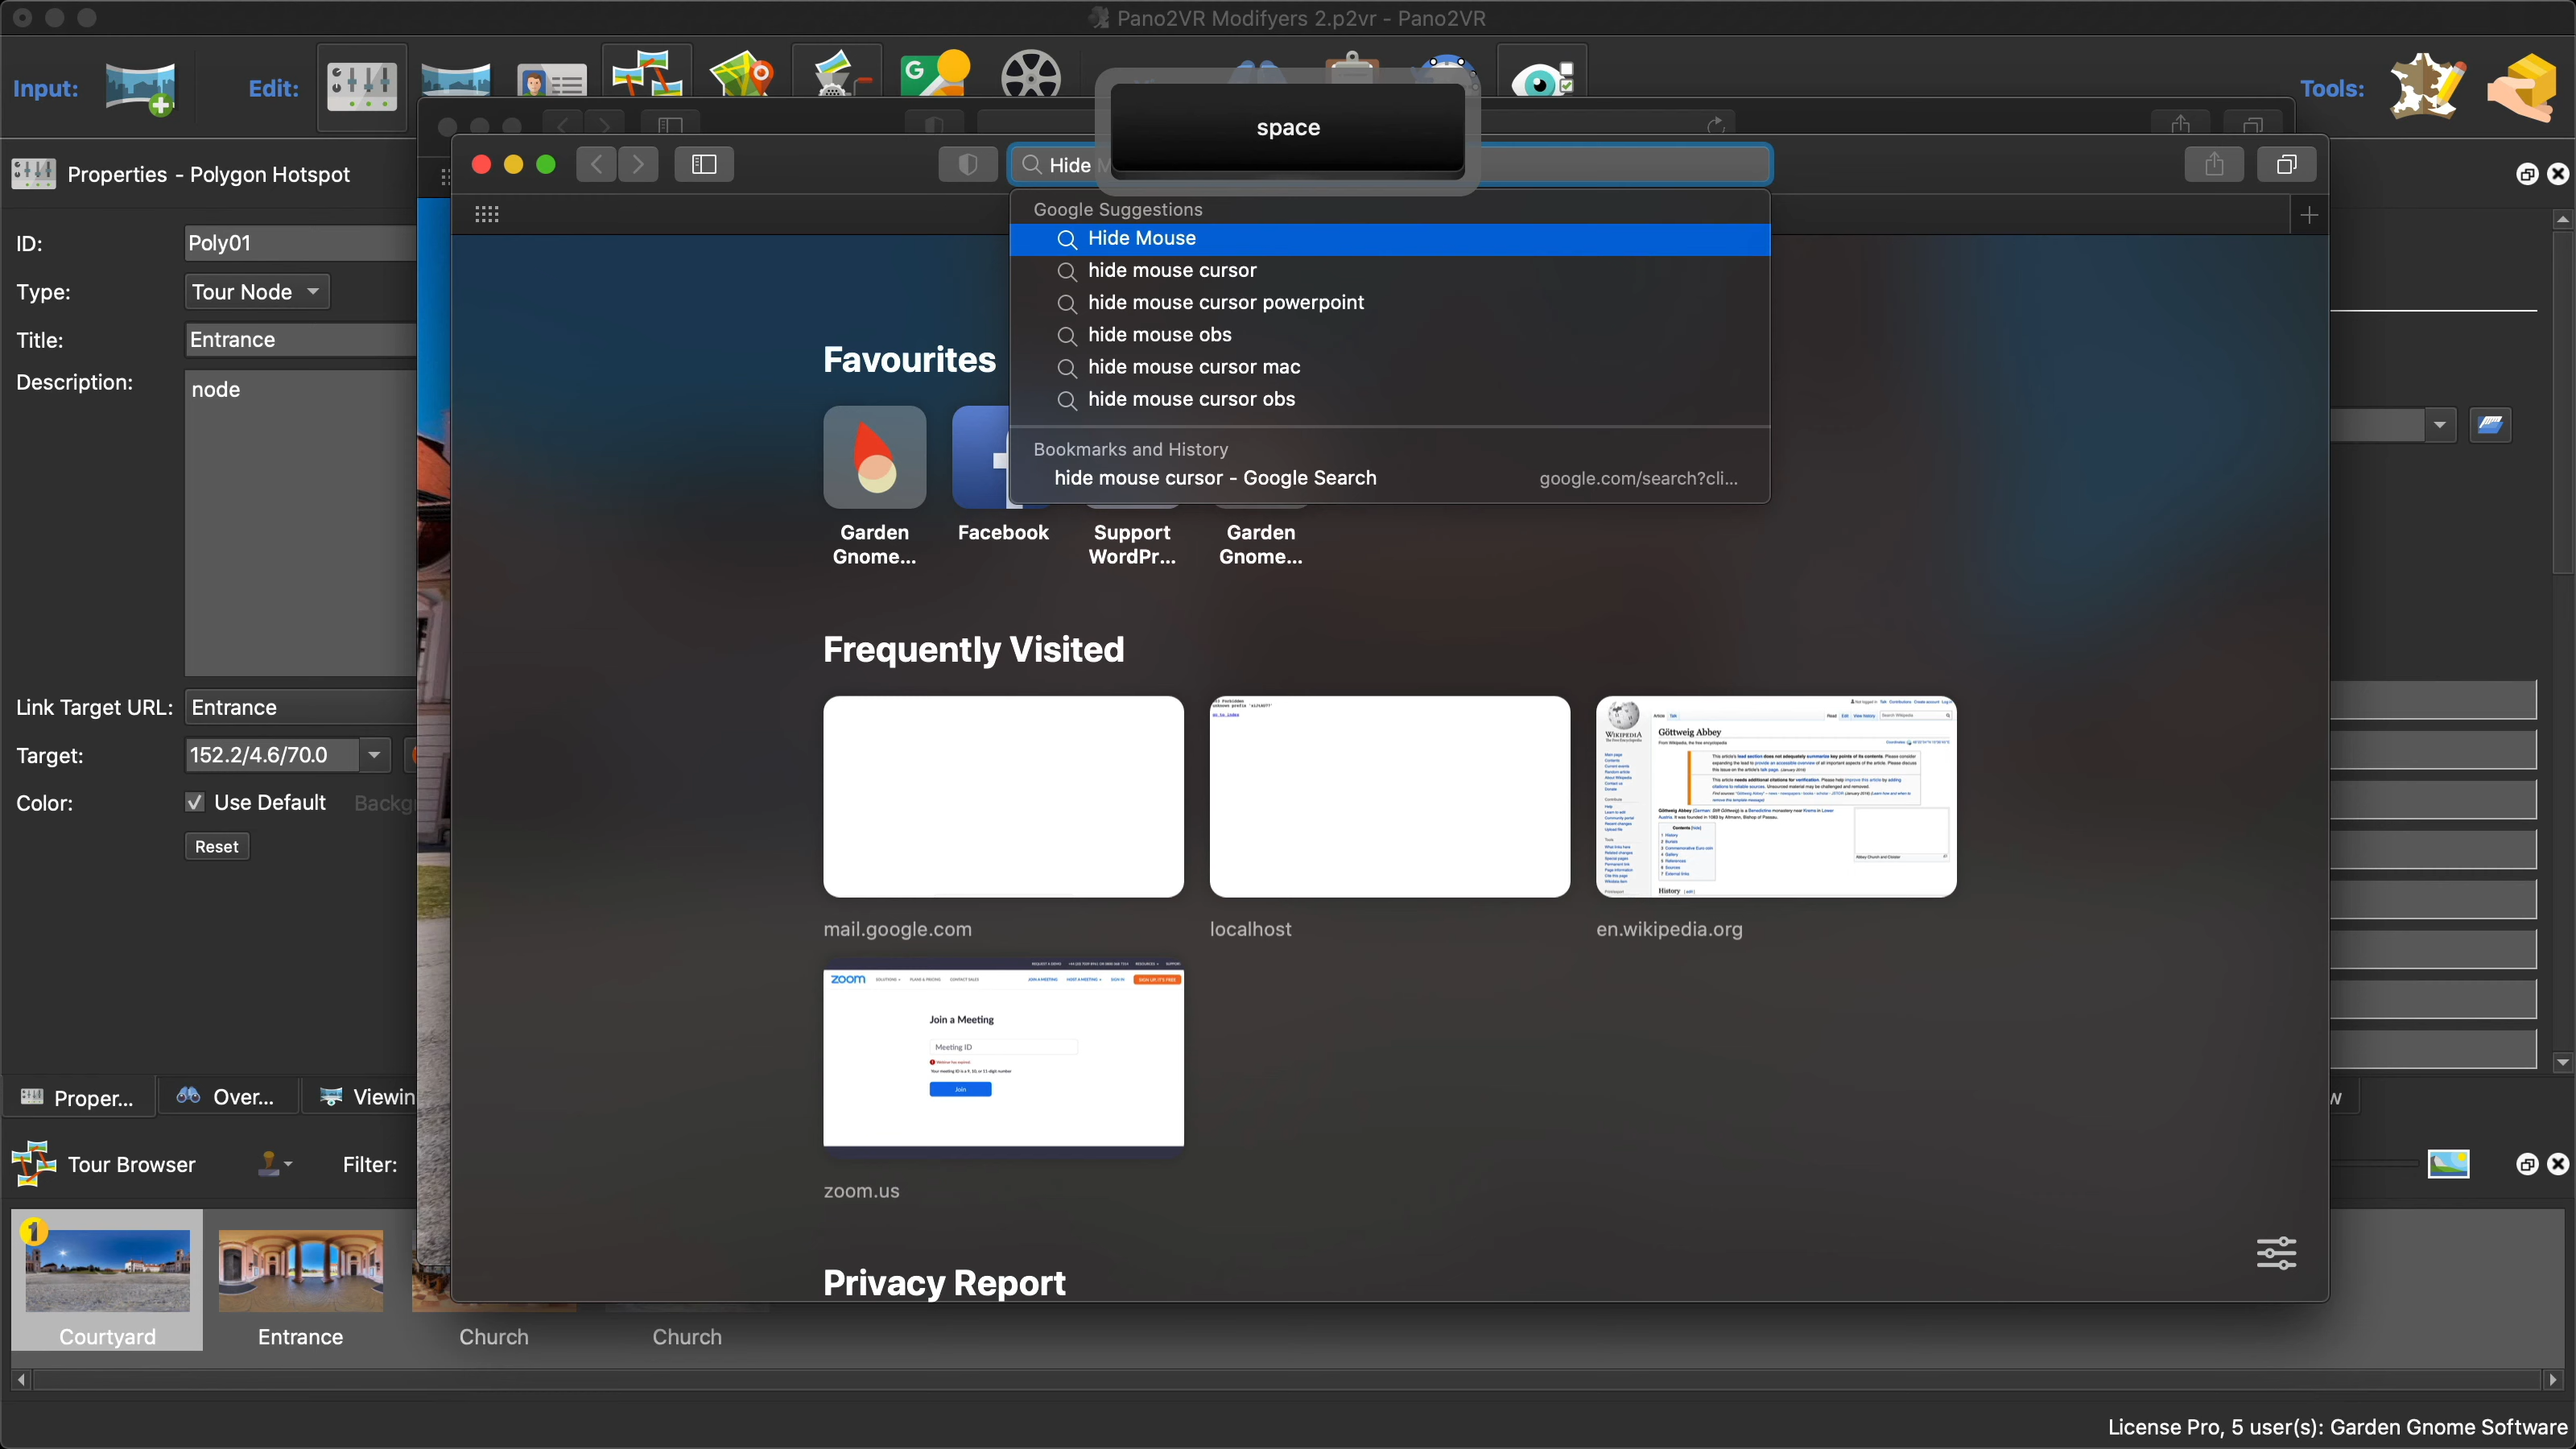 Pano2VR Modifyers 2.p2vr - Pano2VR
Input:
Edit:
Tools:
space
Properties - Polygon Hotspot
Hide
Google Suggestions
Hide Mouse
hide mouse cursor
hide mouse cursor powerpoint
hide mouse obs
hide mouse cursor mac
hide mouse cursor obs
Bookmarks and History
hide mouse cursor - Google Search
google.com/search?cli...
ID:
Poly01
Type:
Tour Node
Title:
Entrance
Description:
node
Link Target URL:
Entrance
Target:
152.2/4.6/70.0
Color:
Use Default
Backg
Reset
Favourites
Garden
Gnome...
Facebook
Support
WordPr...
Garden
Gnome...
Frequently Visited
WIKIPEDIA
Göttweig Abbey
History
mail.google.com
localhost
en.wikipedia.org
zoom
Join a Meeting
Meeting ID
Join
zoom.us
Privacy Report
Proper...
Over...
Viewin
Tour Browser
Filter:
1
Courtyard
Entrance
Church
Church
License Pro, 5 user(s): Garden Gnome Software